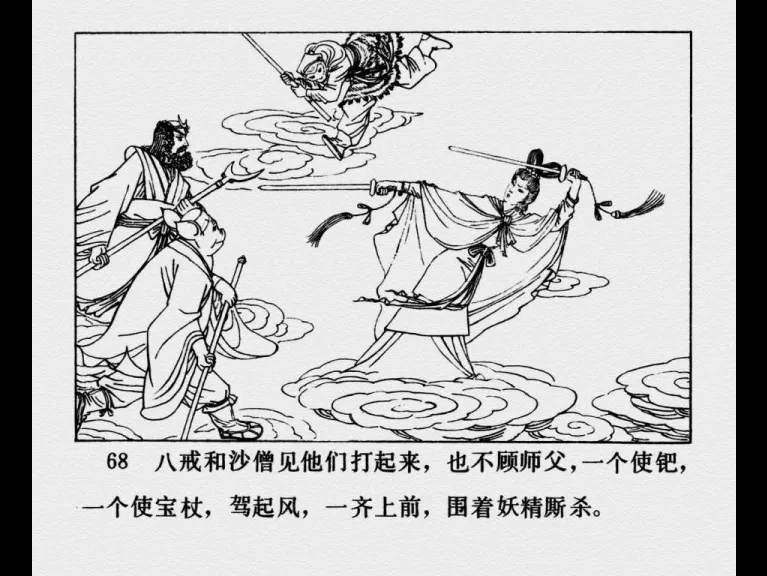 68 八戒和沙僧见他们打起来，也不顾师父，一个使钯，
一个使宝杖，驾起风，一齐上前，围着妖精厮杀。